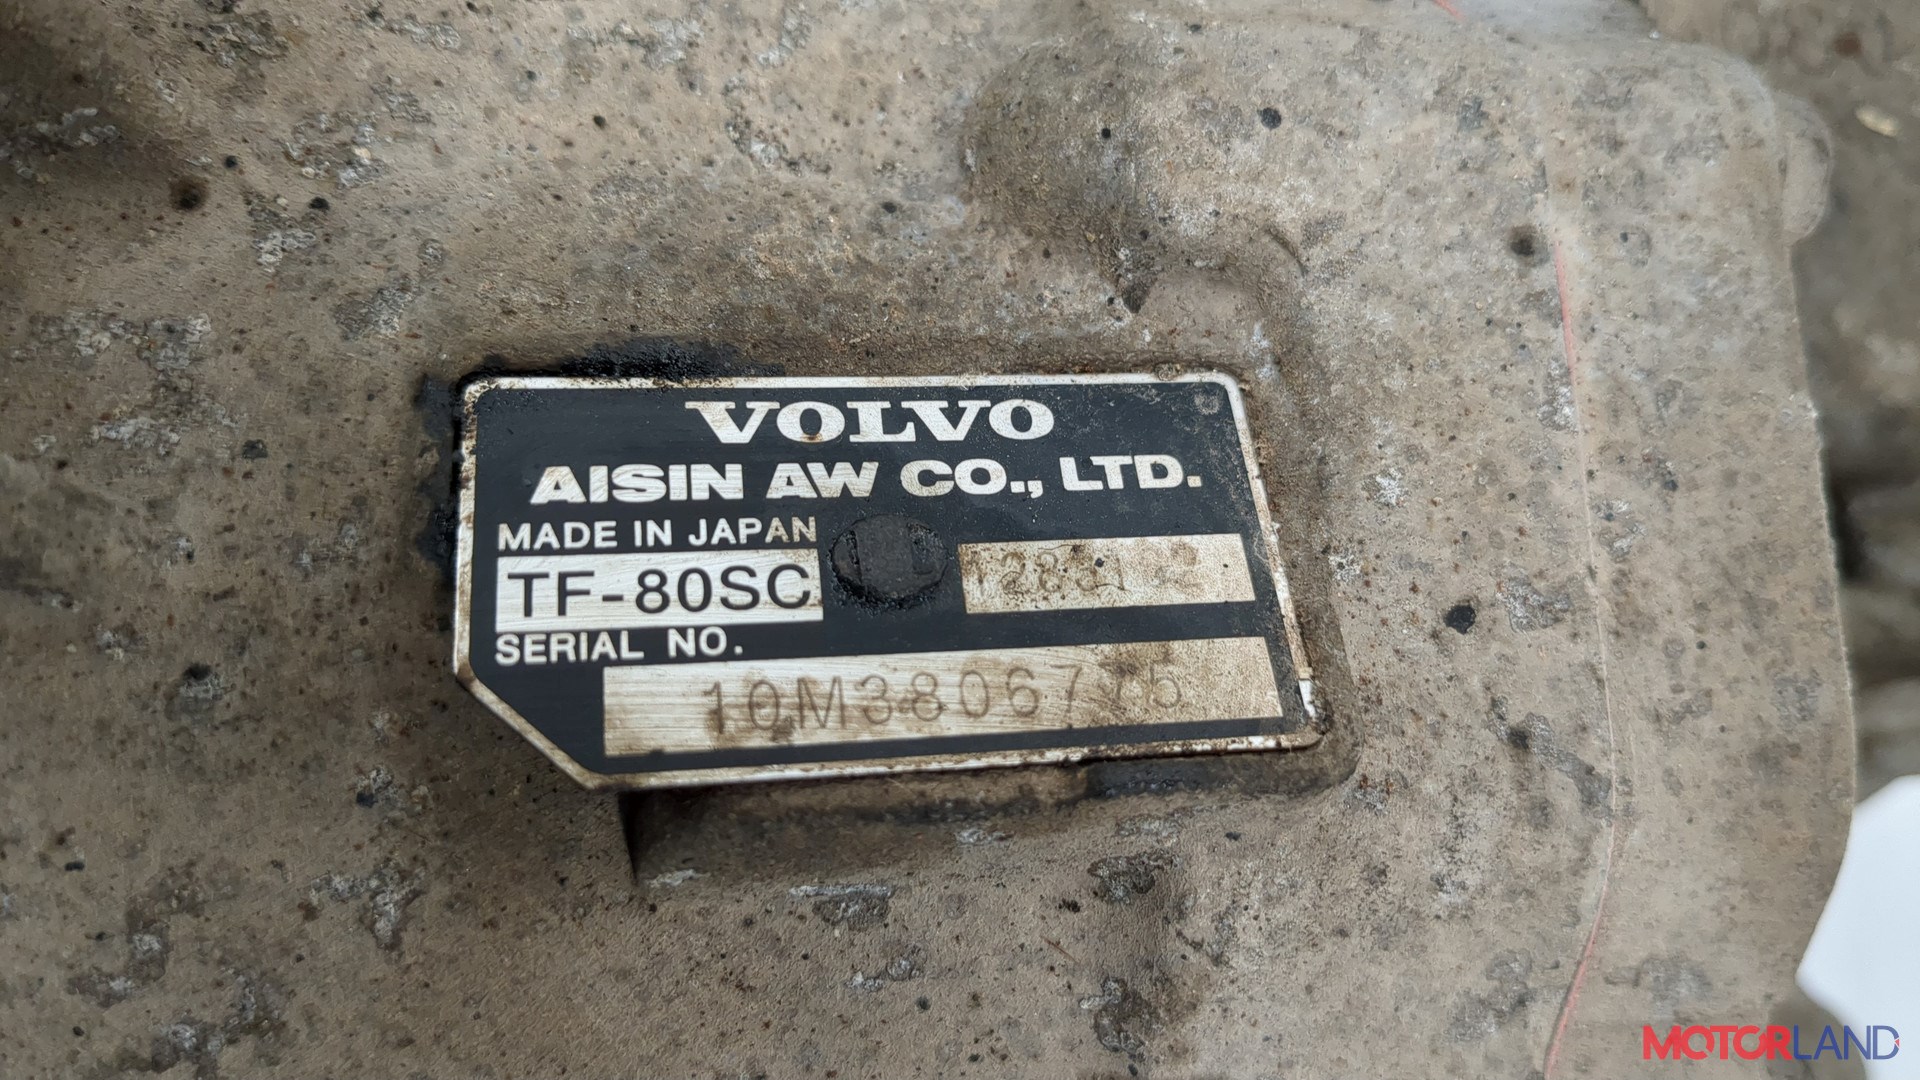 VOLVO
AISIN AW CO., LTD.
MADE IN JAPAN
TF-80SC
SERIAL NO.
MOTORLAND